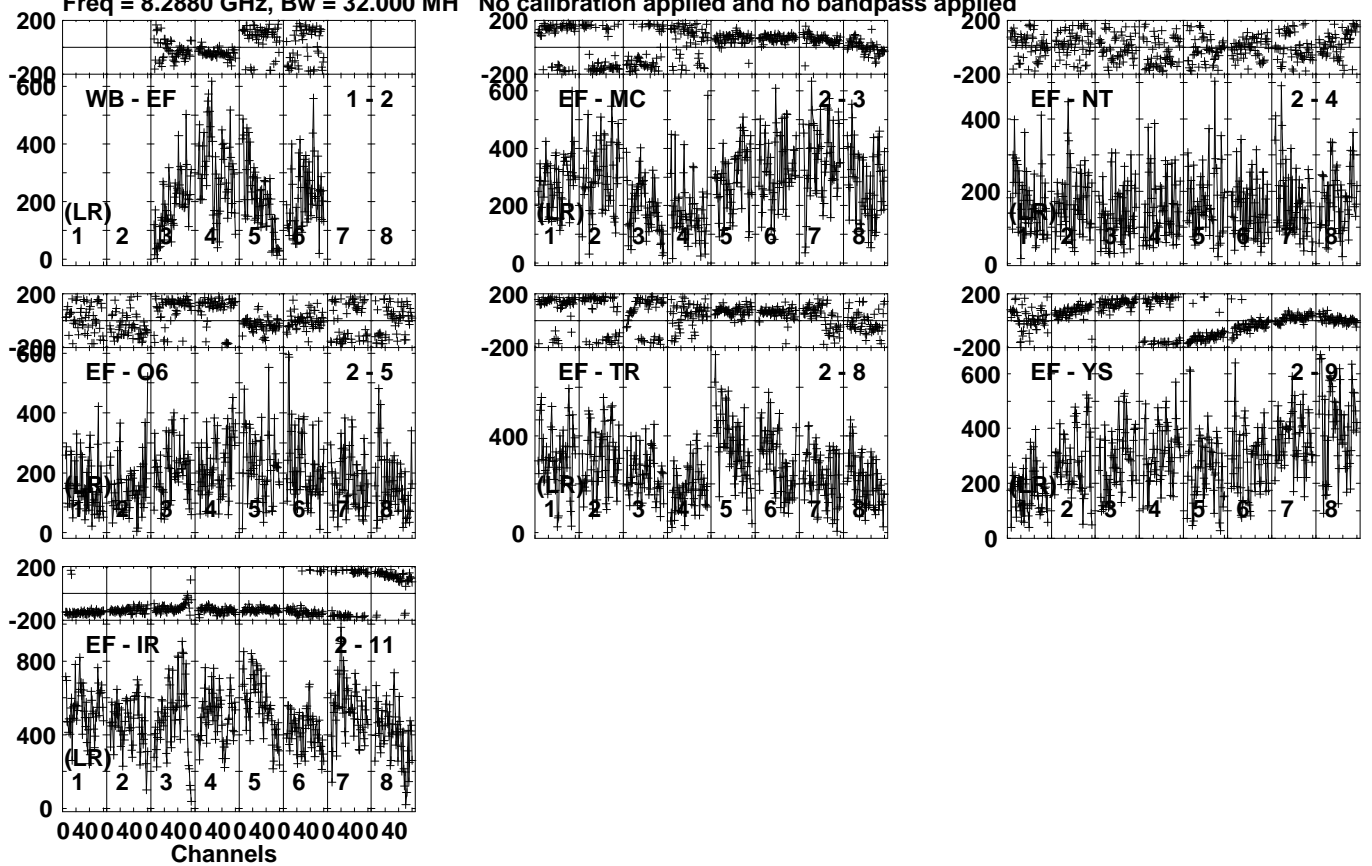 Freq = 8.2880 GHz, Bw = 32.000 MH No calibration applied and no bandpass applied
200
-200
600
400
200
0
WB - EF 1 - 2
(LR)
1 2 3 4 5 6 7 8
200
-200
600
400
200
0
EF - MC 2 - 3
(LR)
1 2 3 4 5 6 7 8
200
-200
400
200
0
EF - NT 2 - 4
(LR)
1 2 3 4 5 6 7 8
200
-200
600
400
200
0
EF - O6 2 - 5
(LR)
1 2 3 4 5 6 7 8
200
-200
400
0
EF - TR 2 - 8
(LR)
1 2 3 4 5 6 7 8
200
-200
600
400
200
0
EF - YS 2 - 9
(LR)
1 2 3 4 5 6 7 8
200
-200
800
400
0
EF - IR 2 - 11
(LR)
1 2 3 4 5 6 7 8
0 40 0 40 0 40 0 40 0 40 0 40 0 40 0 40
Channels